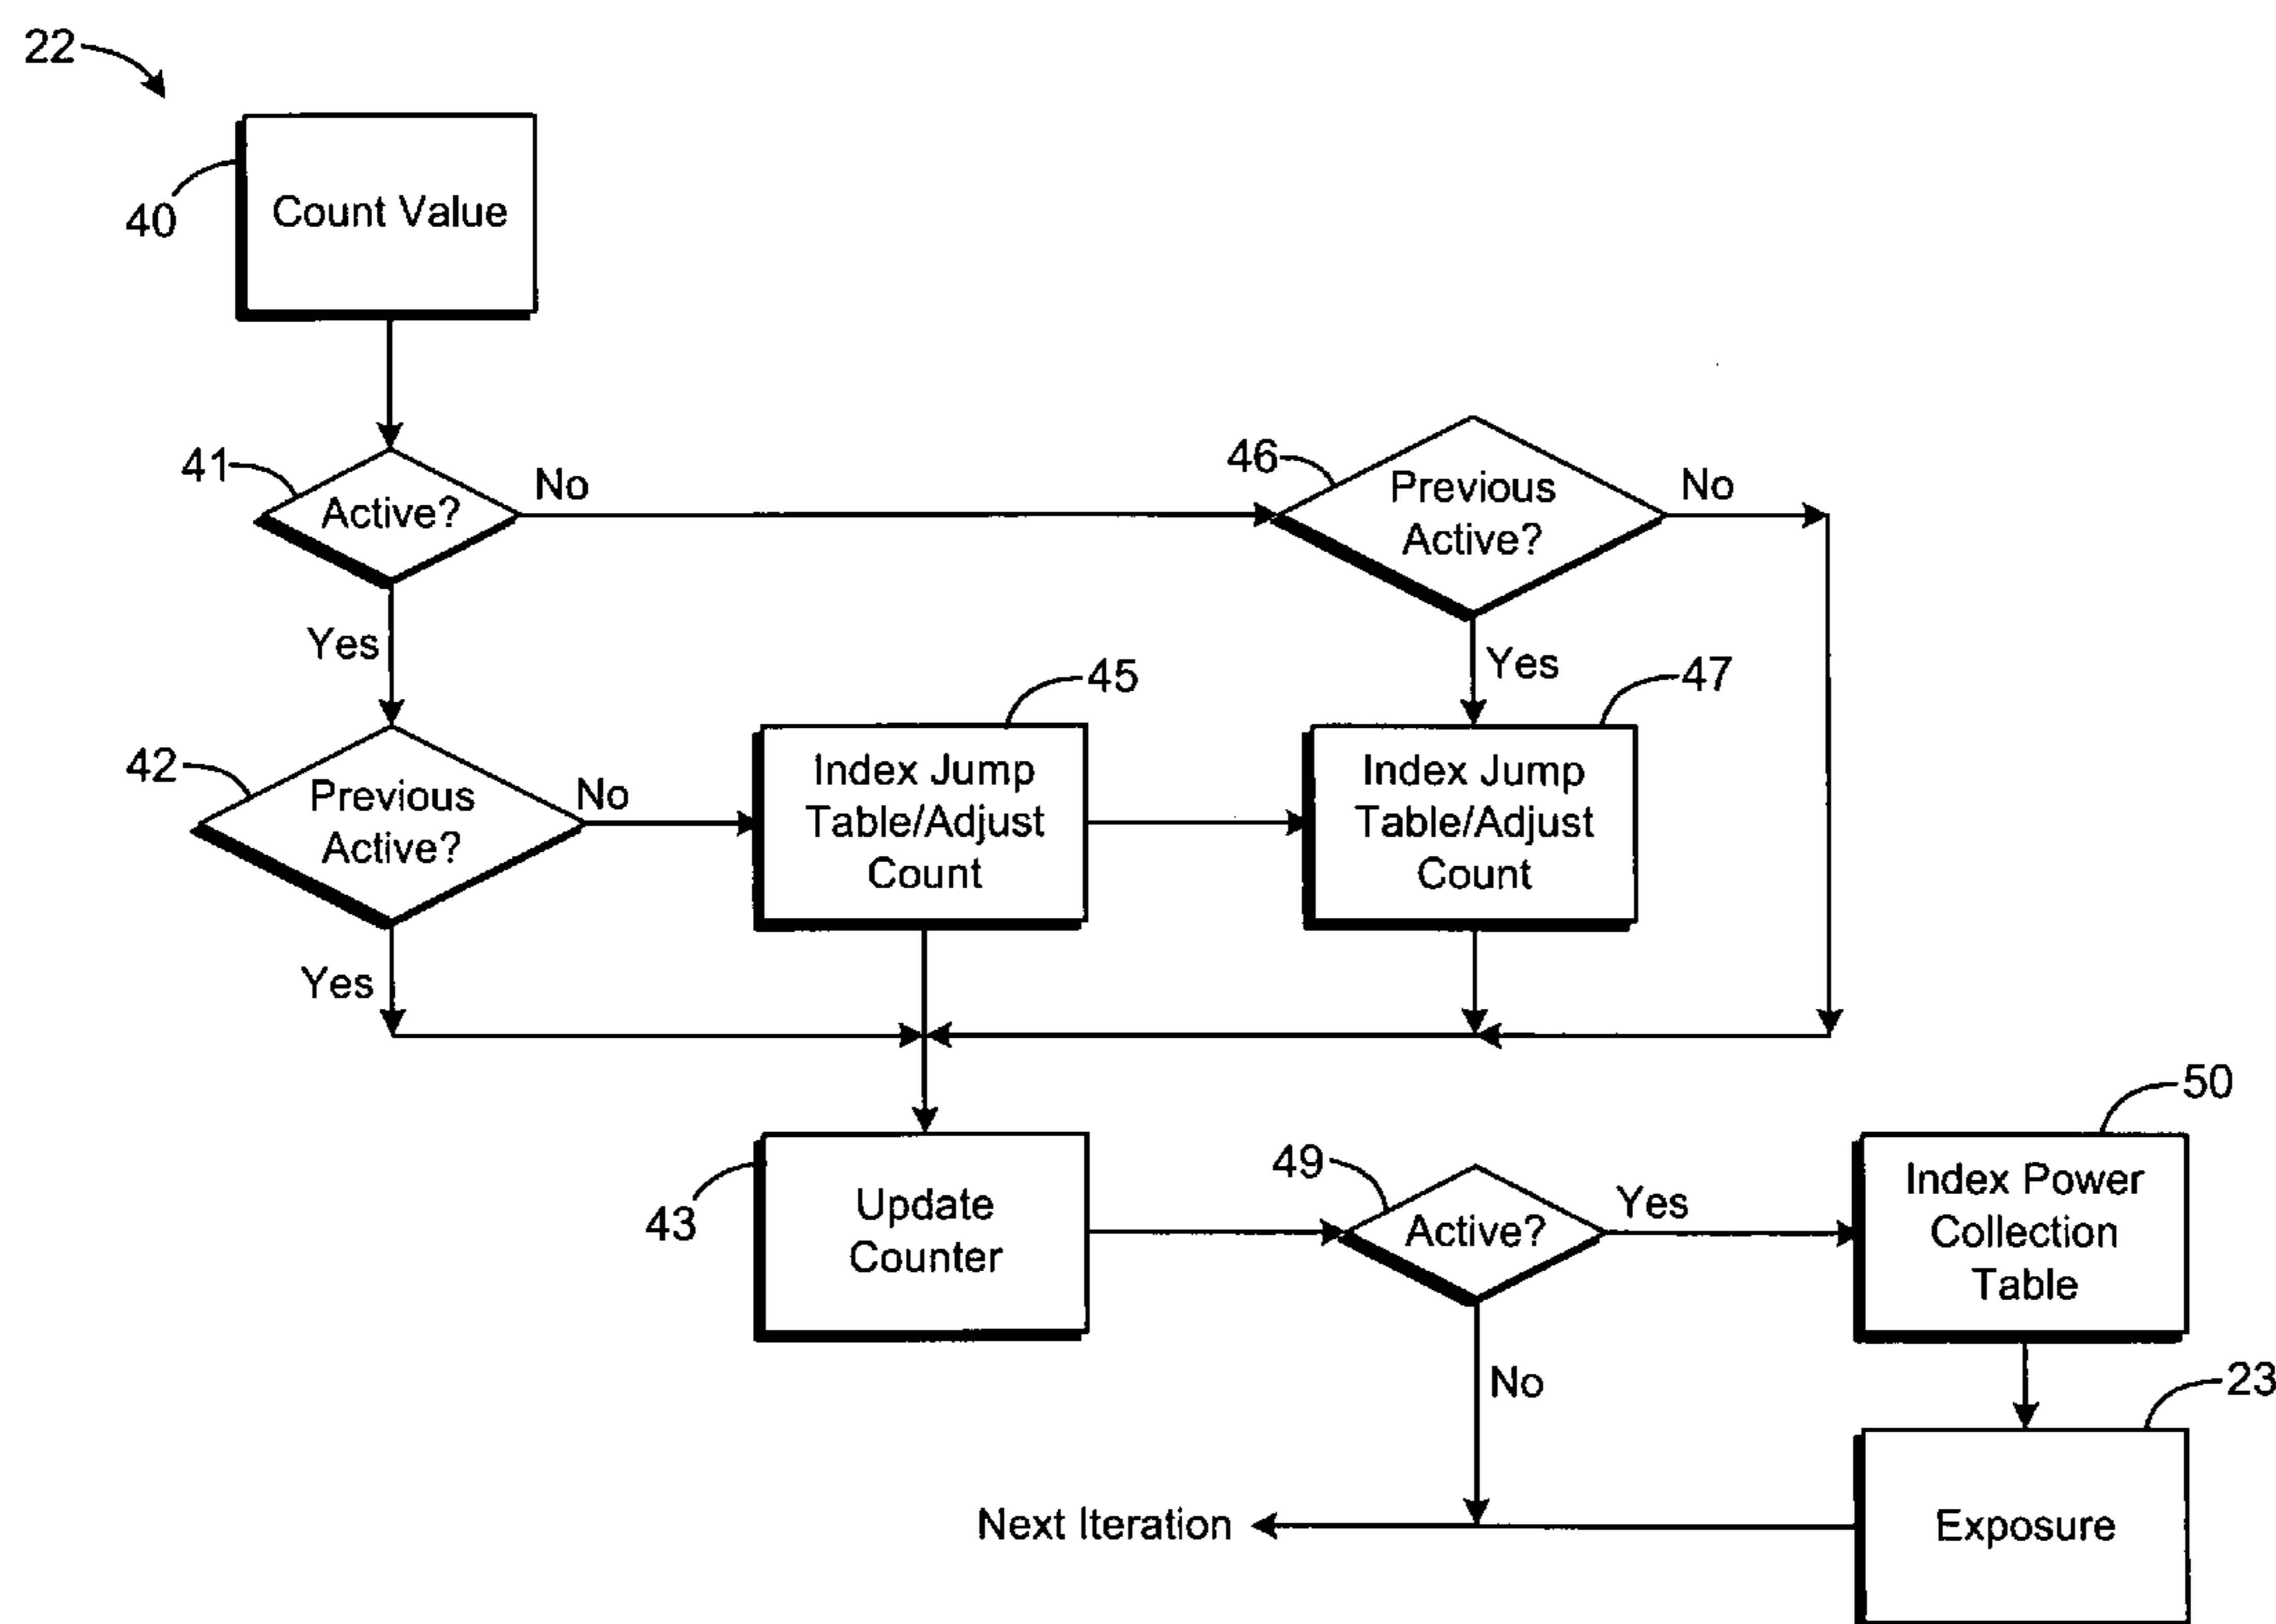 22
40
Count Value
41
Active?
No
46
Previous
Active?
No
Yes
Yes
45
47
42
Previous
Active?
No
Index Jump
Table/Adjust
Count
Index Jump
Table/Adjust
Count
Yes
43
Update
Counter
49
Active?
Yes
50
Index Power
Collection
Table
No
23
Next Iteration
Exposure